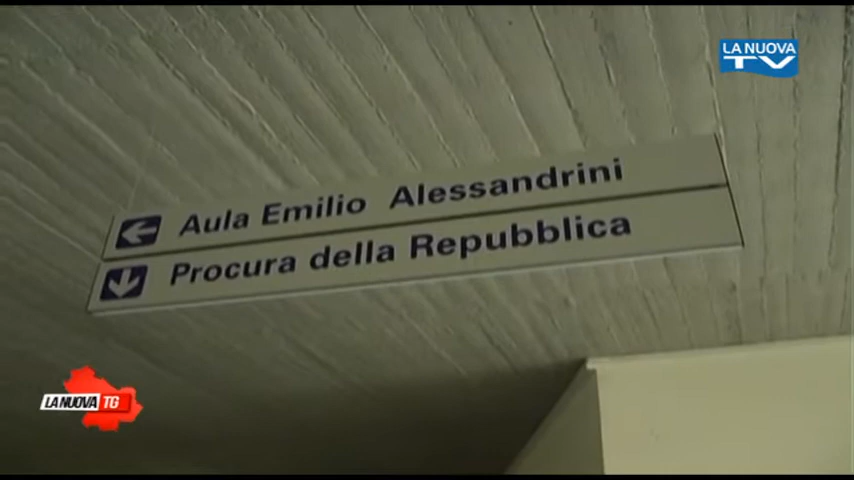 LA NUOVA
TV
Aula Emilio Alessandrini
Procura della Repubblica
LA NUOVA TG